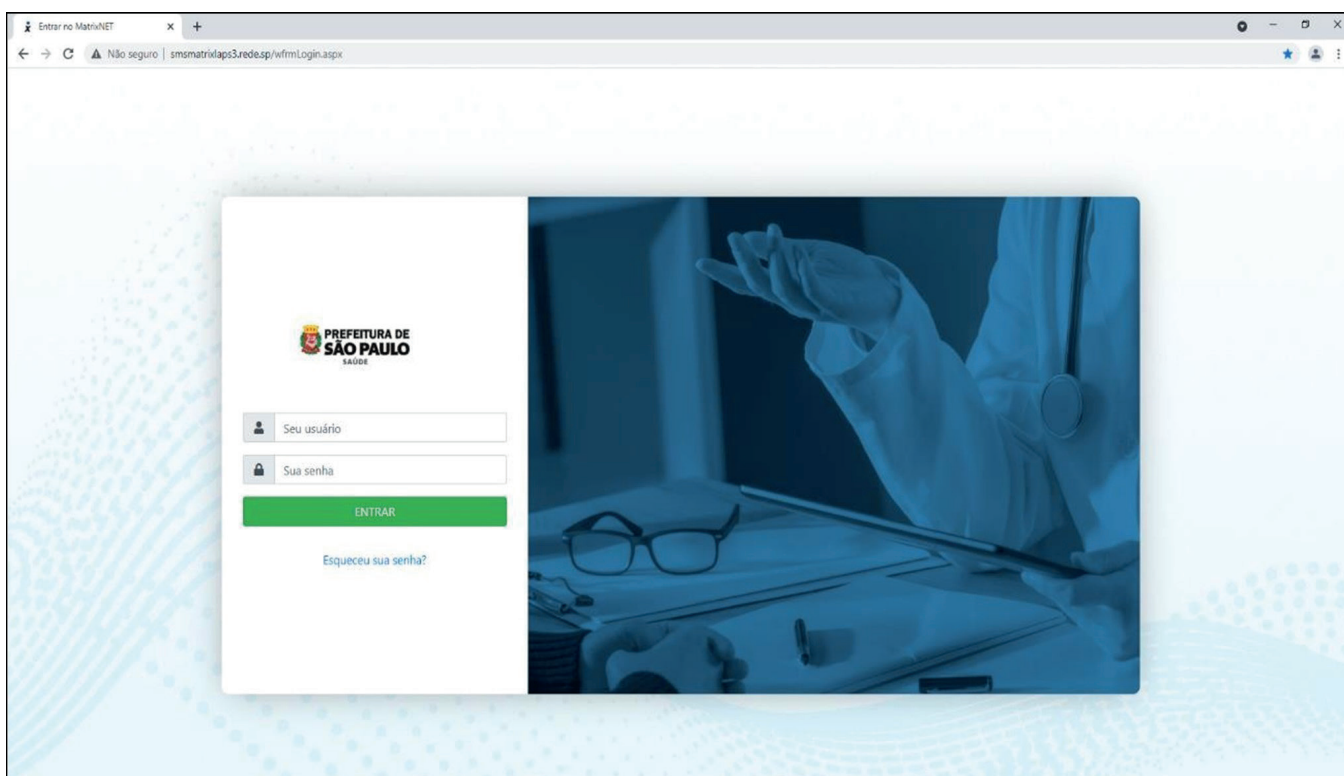 Entrar no MatrixNET
Não seguro | smsmatrixlaps3.rede.sp/wfrmLogin.aspx
PREFEITURA DE
SÃO PAULO
SAÚDE
Seu usuário
Sua senha
ENTRAR
Esqueceu sua senha?